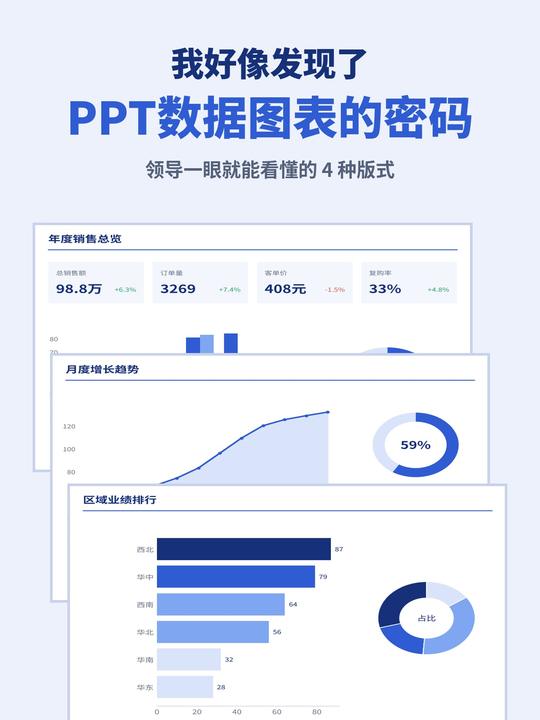 我好像发现了
PPT数据图表的密码
领导一眼就能看懂的 4 种版式
年度销售总览
总销售额
98.8万 +6.3%
订单量
3269 +7.4%
客单价
408元 -1.5%
复购率
33% +4.8%
80
70
月度增长趋势
120
100
80
59%
区域业绩排行
西北 87
华中 79
西南 64
华北 56
华南 32
华东 28
0 20 40 60 80
占比